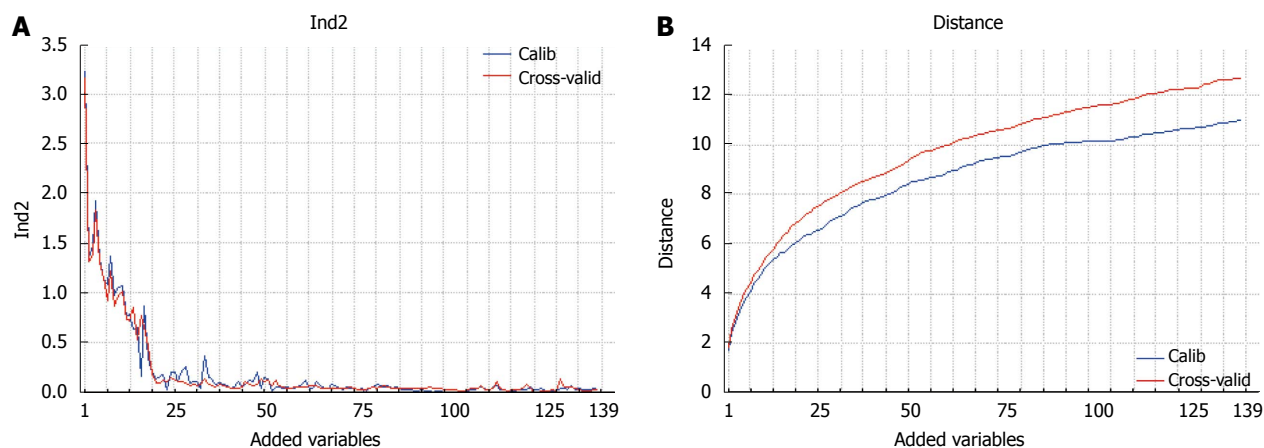 A
Ind2
3.5
3.0
2.5
2.0
1.5
1.0
0.5
0.0
Ind2
Calib
Cross-valid
1 25 50 75 100 125 139
Added variables
B
Distance
14
12
10
8
6
4
2
0
Distance
Calib
Cross-valid
1 25 50 75 100 125 139
Added variables